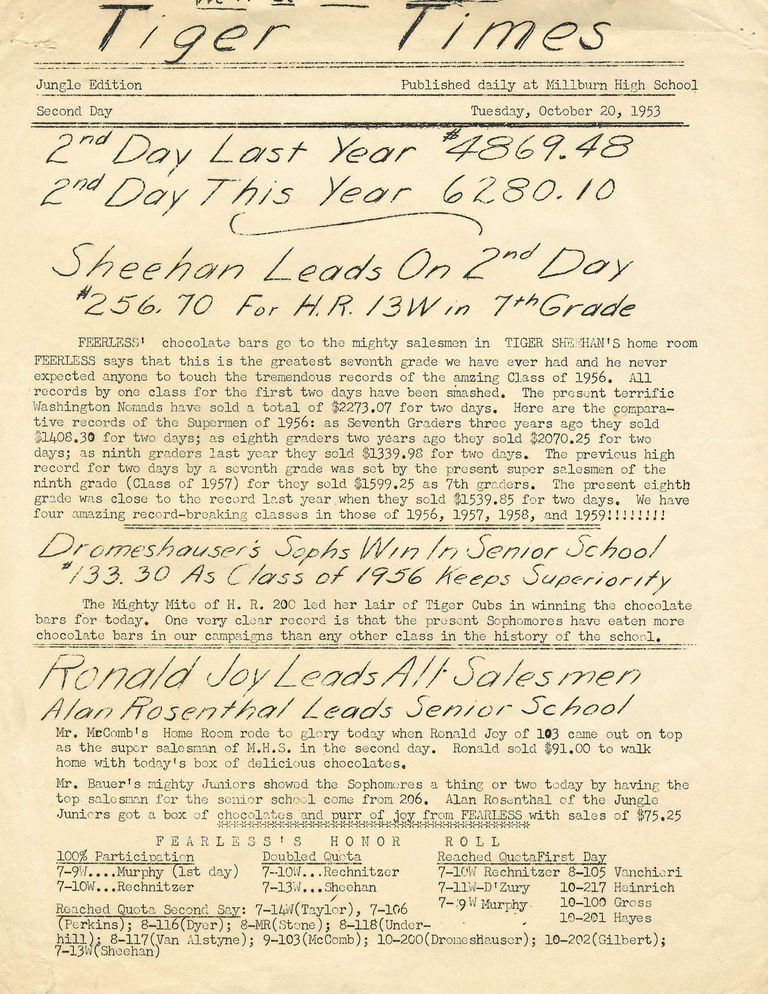 Tiger Times
Jungle Edition Published daily at Millburn High School
Second Day Tuesday, October 20, 1953
2nd Day Last Year $4869.48
2nd Day This Year 6280.10
Sheehan Leads On 2nd Day
$256.70 For H.R. 13W in 7th Grade
FEERLESS' chocolate bars go to the mighty salesmen in TIGER SHEEHAN'S home room
FEERLESS says that this is the greatest seventh grade we have ever had and he never
expected anyone to touch the tremendous records of the amzing Class of 1956. All
records by one class for the first two days have been smashed. The present terrific
Washington Nomads have sold a total of $2273.07 for two days. Here are the compara-
tive records of the Supermen of 1956: as Seventh Graders three years ago they sold
$1408.30 for two days; as eighth graders two years ago they sold $2070.25 for two
days; as ninth graders last year they sold $1339.98 for two days. The previous high
record for two days by a seventh grade was set by the present super salesmen of the
ninth grade (Class of 1957) for they sold $1599.25 as 7th graders. The present eighth
grade was close to the record last year when they sold $1539.85 for two days. We have
four amazing record-breaking classes in those of 1956, 1957, 1958, and 1959!!!!!!!!
Dromeshauser's Sophs Win In Senior School
$133.30 As Class of 1956 Keeps Superiority
The Mighty Mite of H. R. 200 led her lair of Tiger Cubs in winning the chocolate
bars for today. One very clear record is that the present Sophomores have eaten more
chocolate bars in our campaigns than any other class in the history of the school.
Ronald Joy Leads All Salesmen
Alan Rosenthal Leads Senior School
Mr. McComb's Home Room rode to glory today when Ronald Joy of 103 came out on top
as the super salesman of M.H.S. in the second day. Ronald sold $91.00 to walk
home with today's box of delicious chocolates.
Mr. Bauer's mighty Juniors showed the Sophomores a thing or two today by having the
top salesman for the senior school come from 206. Alan Rosenthal of the Jungle
Juniors got a box of chocolates and purr of joy from FEARLESS with sales of $75.25
FEARLESS'S HONOR ROLL
100% Participation Doubled Quota Reached QuotaFirst Day
7-9W....Murphy (1st day) 7-10W...Rechnitzer 7-10W Rechnitzer 8-105 Vanchieri
7-10W...Rechnitzer 7-13W...Sheehan 7-11W-D'Zury 10-217 Heinrich
7-9W Murphy 10-100 Gross
10-201 Hayes
Reached Quota Second Say: 7-14W(Taylor), 7-106
(Perkins); 8-116(Dyer); 8-MR(Stone); 8-118(Under-
hill); 8-117(Van Alstyne); 9-103(McComb); 10-200(Dromeshauser); 10-202(Gilbert);
7-13W(Sheehan)